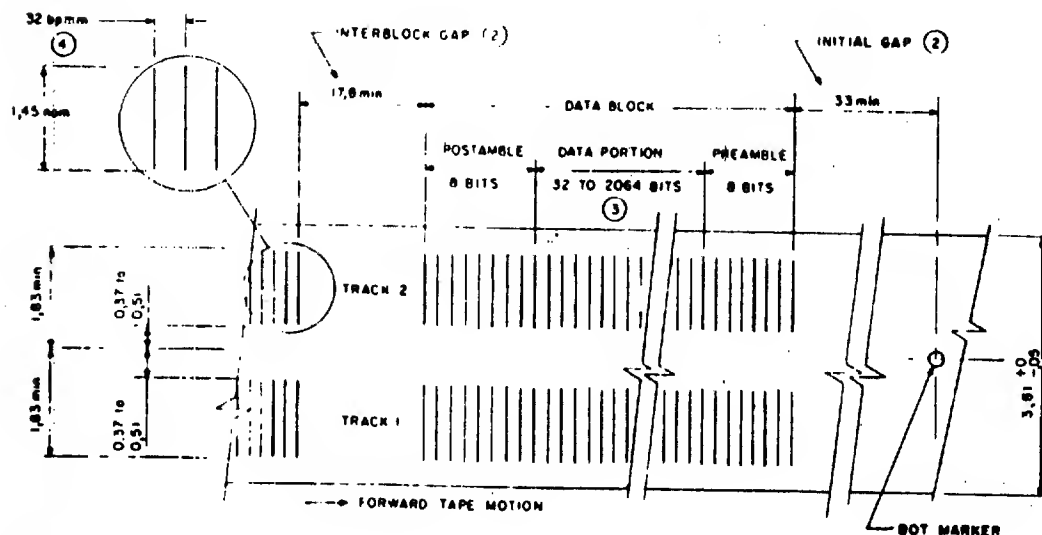 32 bpmm
④
INTERBLOCK GAP (2)
INITIAL GAP ②
1,45 nom
17,8 min
DATA BLOCK
33 min
POSTAMBLE
DATA PORTION
PREAMBLE
8 BITS
32 TO 2064 BITS
8 BITS
③
1,83 min
0,37 to
0,51
TRACK 2
1,83 min
0,37 to
0,51
TRACK 1
3,81 +0
-,05
FORWARD TAPE MOTION
BOT MARKER